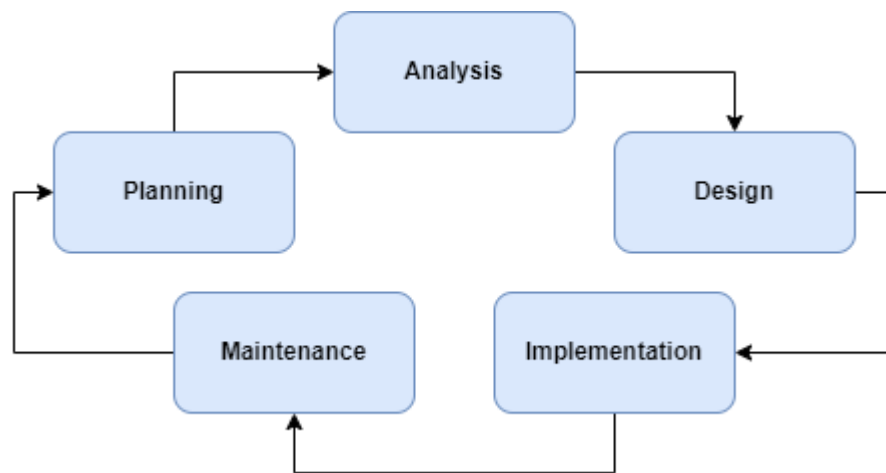 Analysis
Planning
Design
Maintenance
Implementation